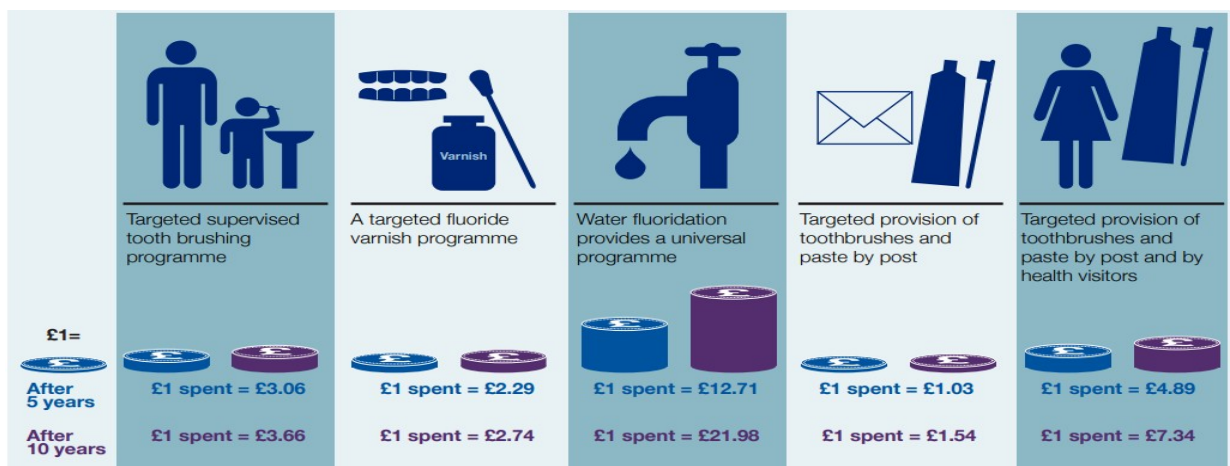 Varnish
Targeted supervised
tooth brushing
programme
A targeted fluoride
varnish programme
Water fluoridation
provides a universal
programme
Targeted provision of
toothbrushes and
paste by post
Targeted provision of
toothbrushes and
paste by post and by
health visitors
£1=
£
£
£
£
£
£
£
£
£
£
£
After
5 years
£1 spent = £3.06
£1 spent = £2.29
£1 spent = £12.71
£1 spent = £1.03
£1 spent = £4.89
After
10 years
£1 spent = £3.66
£1 spent = £2.74
£1 spent = £21.98
£1 spent = £1.54
£1 spent = £7.34